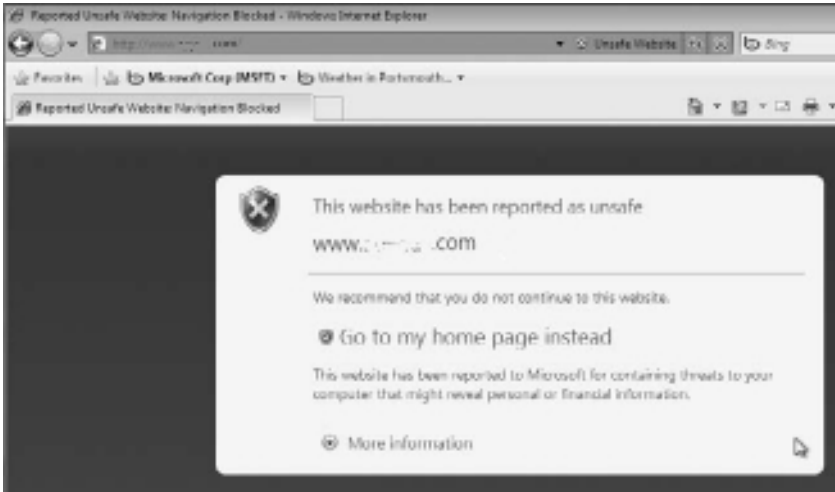 Reported Unsafe Website: Navigation Blocked - Windows Internet Explorer
Unsafe Website
Bing
Favorites Microsoft Corp (MSFT) Weather in Portsmouth...
Reported Unsafe Website: Navigation Blocked
This website has been reported as unsafe
www. .com
We recommend that you do not continue to this website.
Go to my home page instead
This website has been reported to Microsoft for containing threats to your
computer that might reveal personal or financial information.
More information